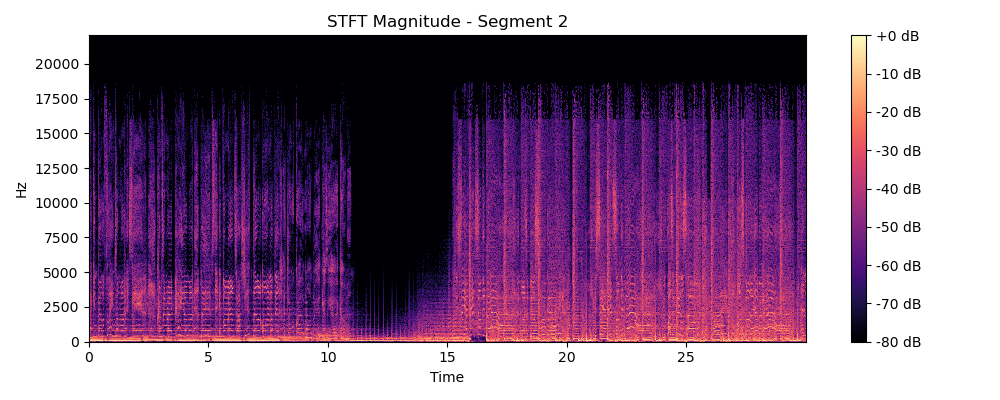 STFT Magnitude - Segment 2
Hz
20000
17500
15000
12500
10000
7500
5000
2500
0
0 5 10 15 20 25
Time
+0 dB
-10 dB
-20 dB
-30 dB
-40 dB
-50 dB
-60 dB
-70 dB
-80 dB